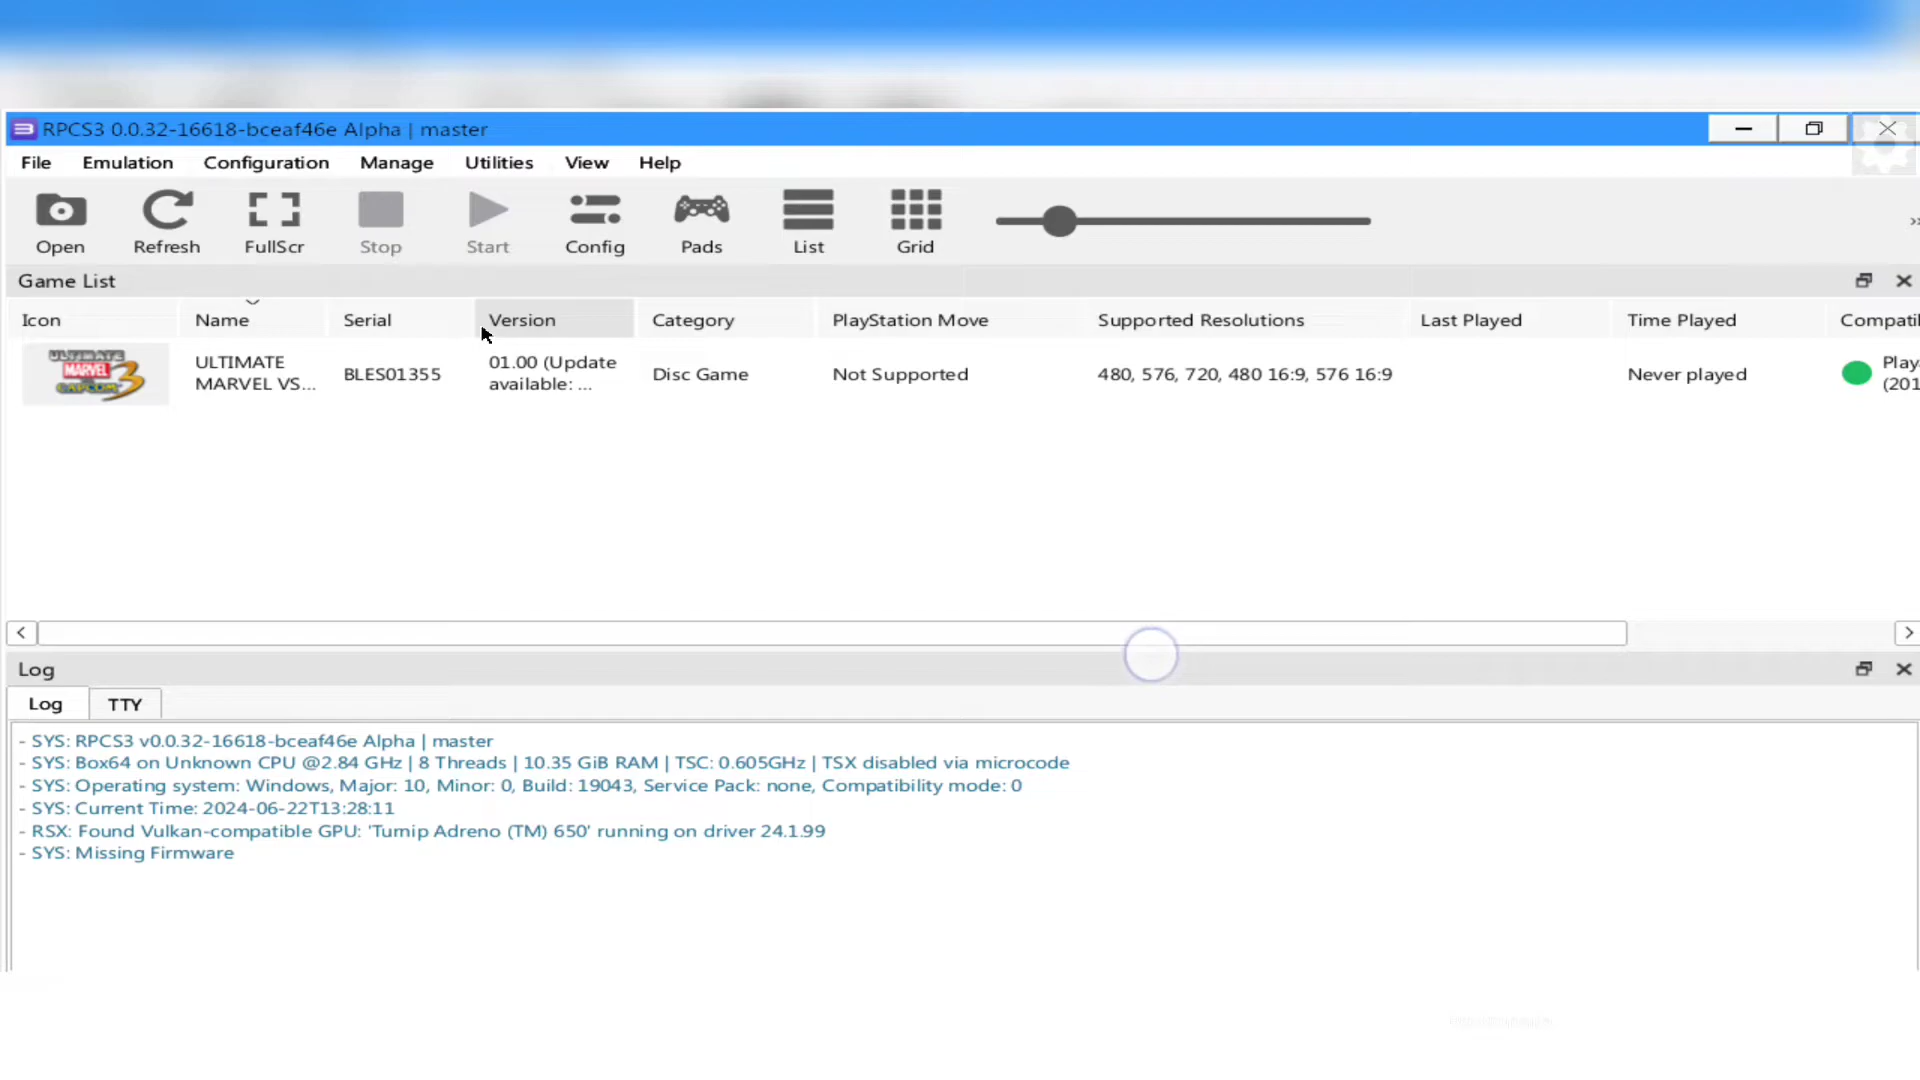 RPCS3 0.0.32-16618-bceaf46e Alpha | master
File Emulation Configuration Manage Utilities View Help
Open Refresh FullScr Stop Start Config Pads List Grid
Game List
Icon Name Serial Version Category PlayStation Move Supported Resolutions Last Played Time Played Compati
ULTIMATE
MARVEL
3
ULTIMATE
MARVEL VS...
BLES01355
01.00 (Update
available: ...
Disc Game
Not Supported
480, 576, 720, 480 16:9, 576 16:9
Never played
Play
(201
Log
Log TTY
- SYS: RPCS3 v0.0.32-16618-bceaf46e Alpha | master
- SYS: Box64 on Unknown CPU @2.84 GHz | 8 Threads | 10.35 GiB RAM | TSC: 0.605GHz | TSX disabled via microcode
- SYS: Operating system: Windows, Major: 10, Minor: 0, Build: 19043, Service Pack: none, Compatibility mode: 0
- SYS: Current Time: 2024-06-22T13:28:11
- RSX: Found Vulkan-compatible GPU: 'Turnip Adreno (TM) 650' running on driver 24.1.99
- SYS: Missing Firmware